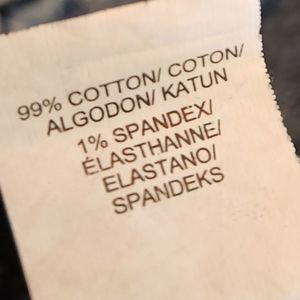 99% COTTON/ COTON/
ALGODON/ KATUN
1% SPANDEX/
ÉLASTHANNE/
ELASTANO/
SPANDEKS